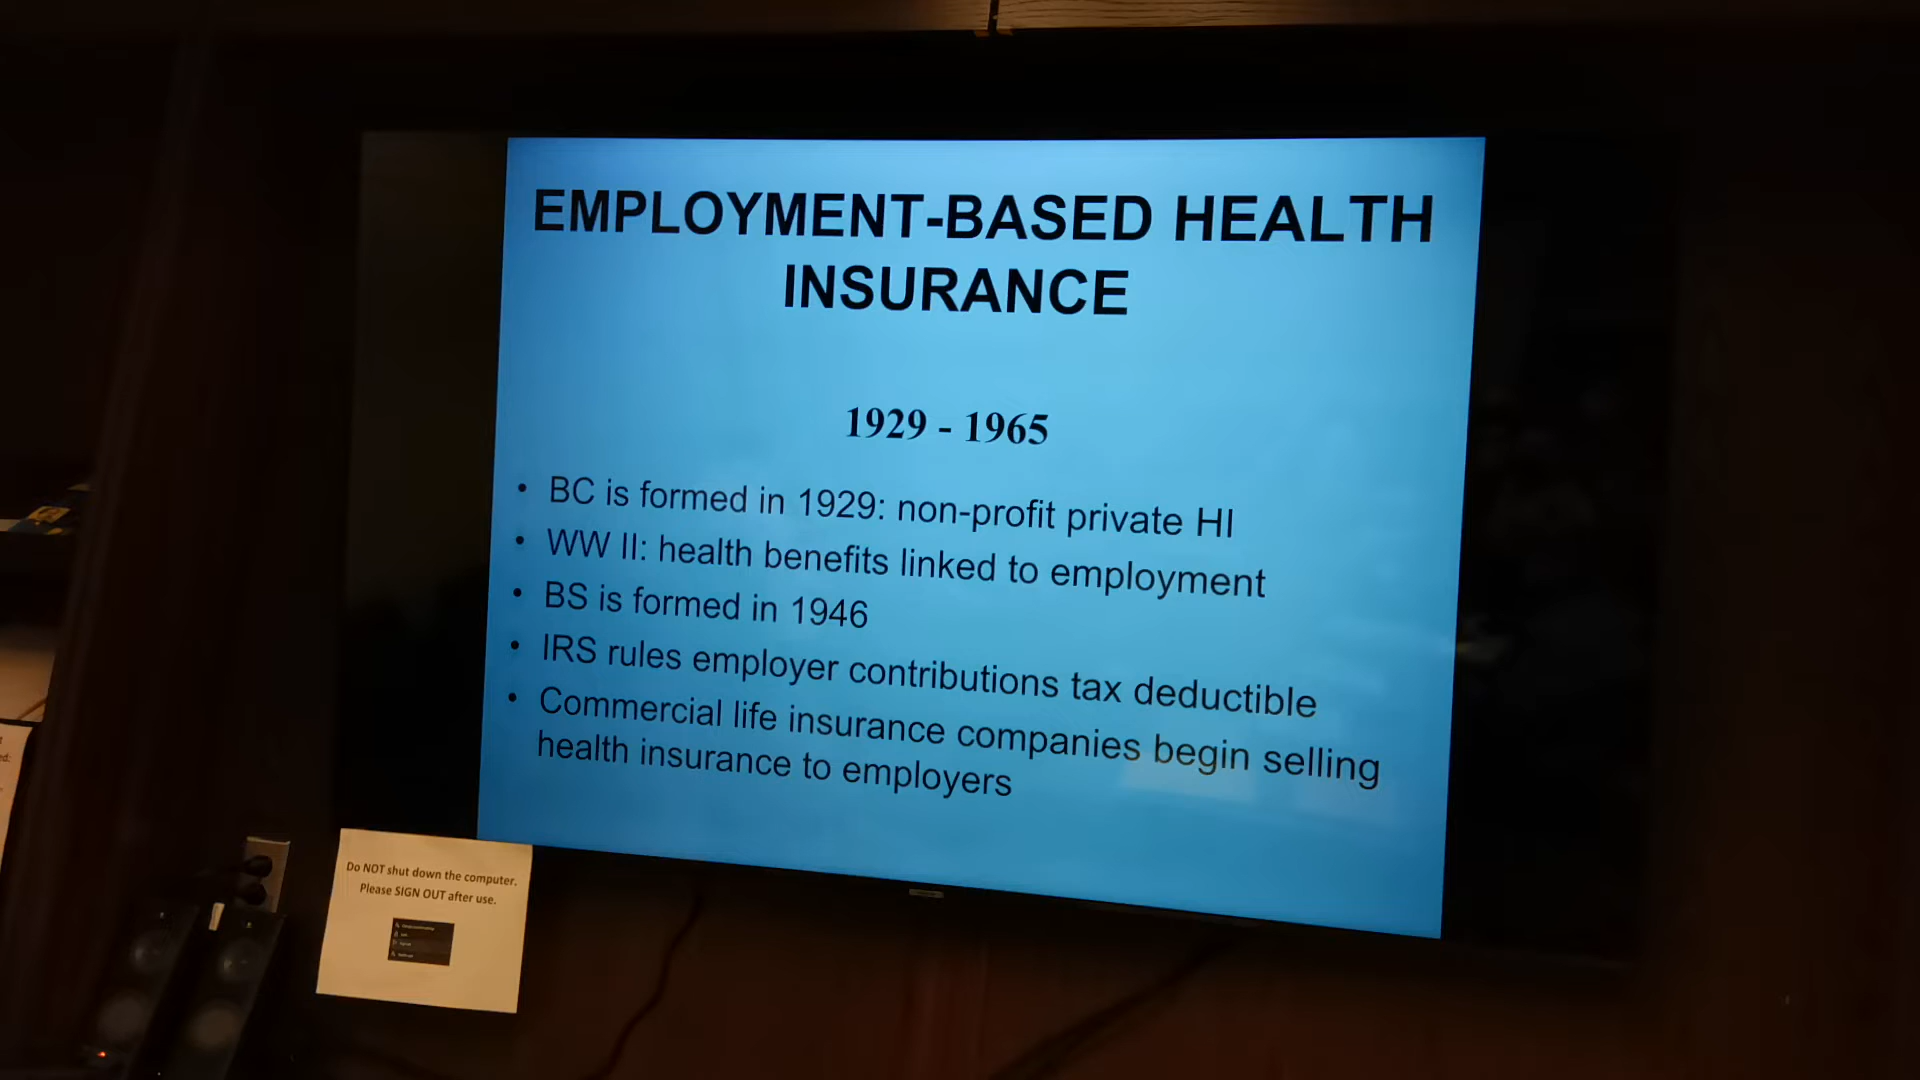 EMPLOYMENT-BASED HEALTH
INSURANCE
1929 - 1965
• BC is formed in 1929: non-profit private HI
• WW II: health benefits linked to employment
• BS is formed in 1946
• IRS rules employer contributions tax deductible
• Commercial life insurance companies begin selling
health insurance to employers
Do NOT shut down the computer.
Please SIGN OUT after use.